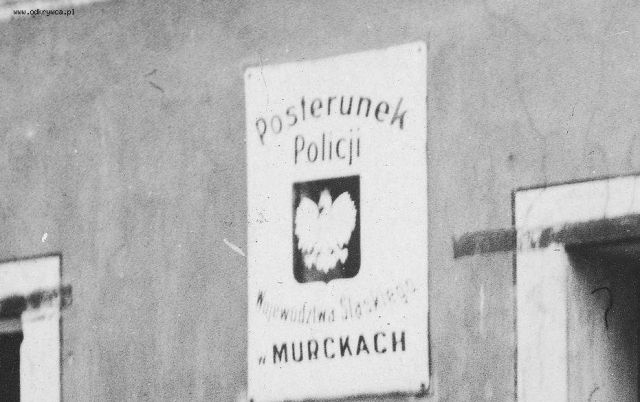 www.odkrywca.pl
Posterunek
Policji
Województwa Śląskiego
„MURCKACH